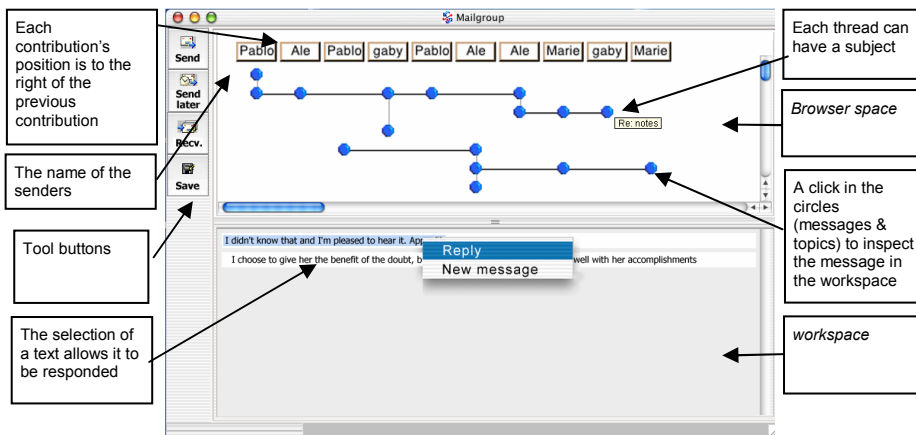 Each
contribution's
position is to the
right of the
previous
contribution
The name of the
senders
Tool buttons
The selection of
a text allows it to
be responded
Mailgroup
Send
Send
later
Recv.
Save
Pablo Ale Pablo gaby Pablo Ale Ale Marie gaby Marie
Re: notes
I didn't know that and I'm pleased to hear it.
I choose to give her the benefit of the doubt, well with her accomplishments
Reply
New message
Each thread can
have a subject
Browser space
A click in the
circles
(messages &
topics) to inspect
the message in
the workspace
workspace